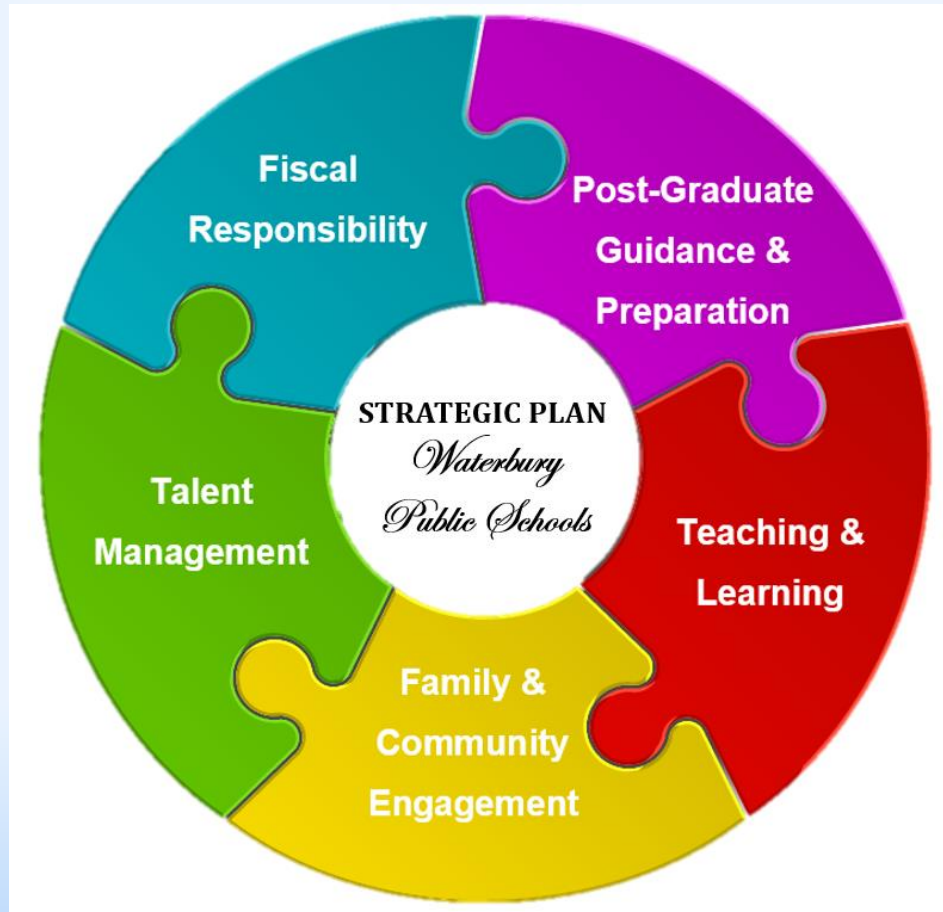 Fiscal
Responsibility
Post-Graduate
Guidance &
Preparation
STRATEGIC PLAN
Waterbury
Public Schools
Talent
Management
Teaching &
Learning
Family &
Community
Engagement